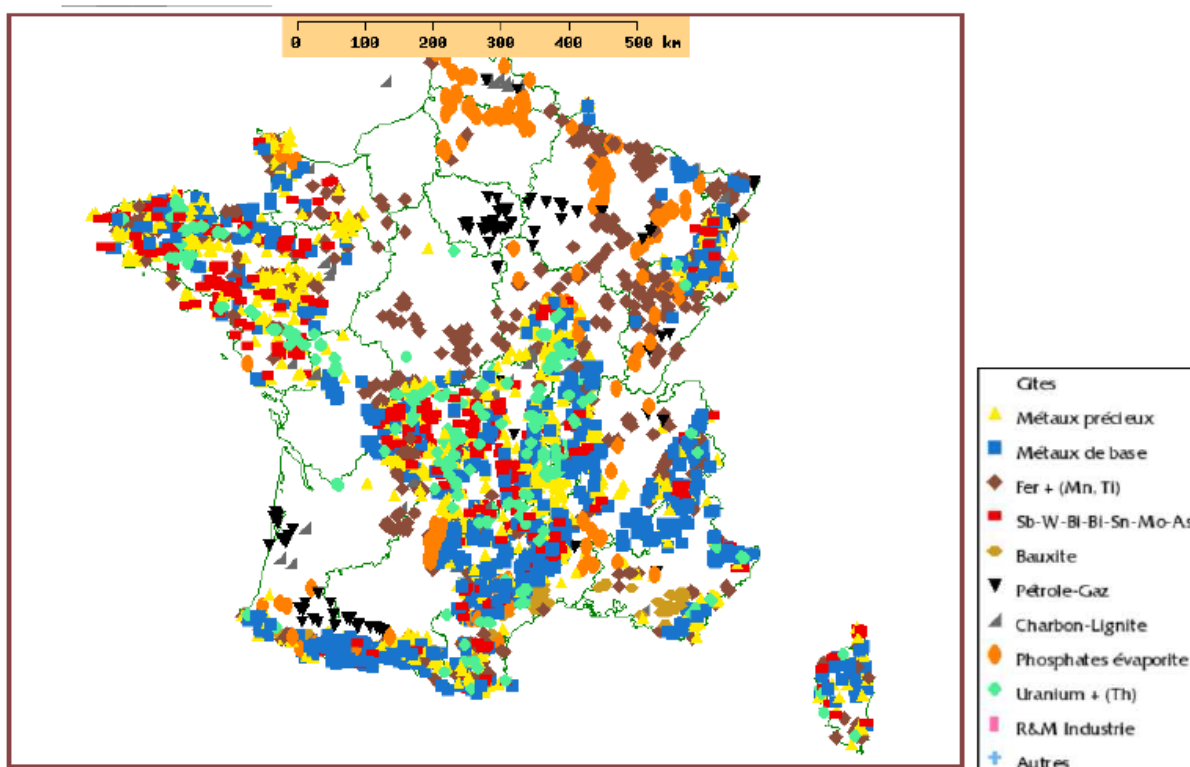 0 100 200 300 400 500 km
Gîtes
Métaux précieux
Métaux de base
Fer + (Mn, Ti)
Sb-W-Bi-Bi-Sn-Mo-As
Bauxite
Pétrole-Gaz
Charbon-Lignite
Phosphates évaporite
Uranium + (Th)
R&M Industrie
Autres